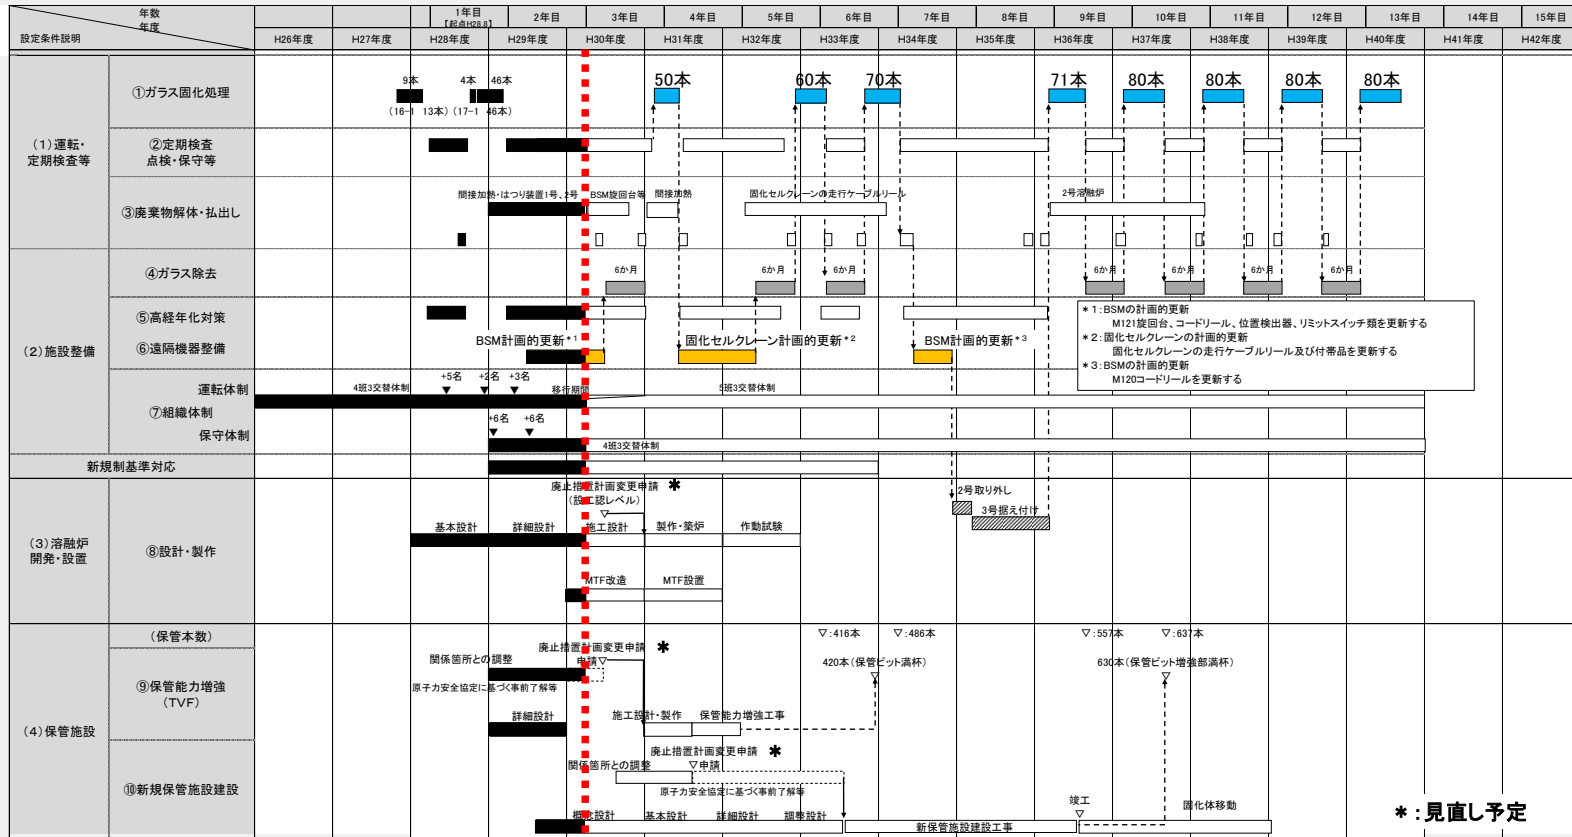 年数
年度
設定条件説明
1年目
【起点H28.8】
2年目
3年目
4年目
5年目
6年目
7年目
8年目
9年目
10年目
11年目
12年目
13年目
14年目
15年目
H26年度
H27年度
H28年度
H29年度
H30年度
H31年度
H32年度
H33年度
H34年度
H35年度
H36年度
H37年度
H38年度
H39年度
H40年度
H41年度
H42年度
(1)運転・
定期検査等
①ガラス固化処理
9本
4本
46本
(16-1 13本)
(17-1 46本)
50本
60本
70本
71本
80本
80本
80本
80本
②定期検査
点検・保守等
③廃棄物解体・払出し
間接加熱・はつり装置1号、2号
BSM旋回台等
間接加熱
固化セルクレーンの走行ケーブルリール
2号溶融炉
(2)施設整備
④ガラス除去
6か月
6か月
6か月
6か月
6か月
6か月
6か月
⑤高経年化対策
⑥遠隔機器整備
BSM計画的更新*1
固化セルクレーン計画的更新*2
BSM計画的更新*3
*1:BSMの計画的更新
M121旋回台、コードリール、位置検出器、リミットスイッチ類を更新する
*2:固化セルクレーンの計画的更新
固化セルクレーンの走行ケーブルリール及び付帯品を更新する
*3:BSMの計画的更新
M120コードリールを更新する
⑦組織体制
運転体制
4班3交替体制
+5名
+2名
+3名
移行期間
5班3交替体制
保守体制
+6名
+6名
4班3交替体制
新規制基準対応
(3)溶融炉
開発・設置
⑧設計・製作
廃止措置計画変更申請 *
(設工認レベル)
2号取り外し
3号据え付け
基本設計
詳細設計
施工設計
製作・築炉
作動試験
MTF改造
MTF設置
(4)保管施設
(保管本数)
▽:416本
▽:486本
▽:557本
▽:637本
⑨保管能力増強
(TVF)
廃止措置計画変更申請 *
関係箇所との調整
申請▽
原子力安全協定に基づく事前了解等
420本(保管ピット満杯)
630本(保管ピット増強部満杯)
詳細設計
施工設計・製作
保管能力増強工事
⑩新規保管施設建設
廃止措置計画変更申請 *
関係箇所との調整
▽申請
原子力安全協定に基づく事前了解等
概念設計
基本設計
詳細設計
調整設計
新保管施設建設工事
竣工
固化体移動
*:見直し予定